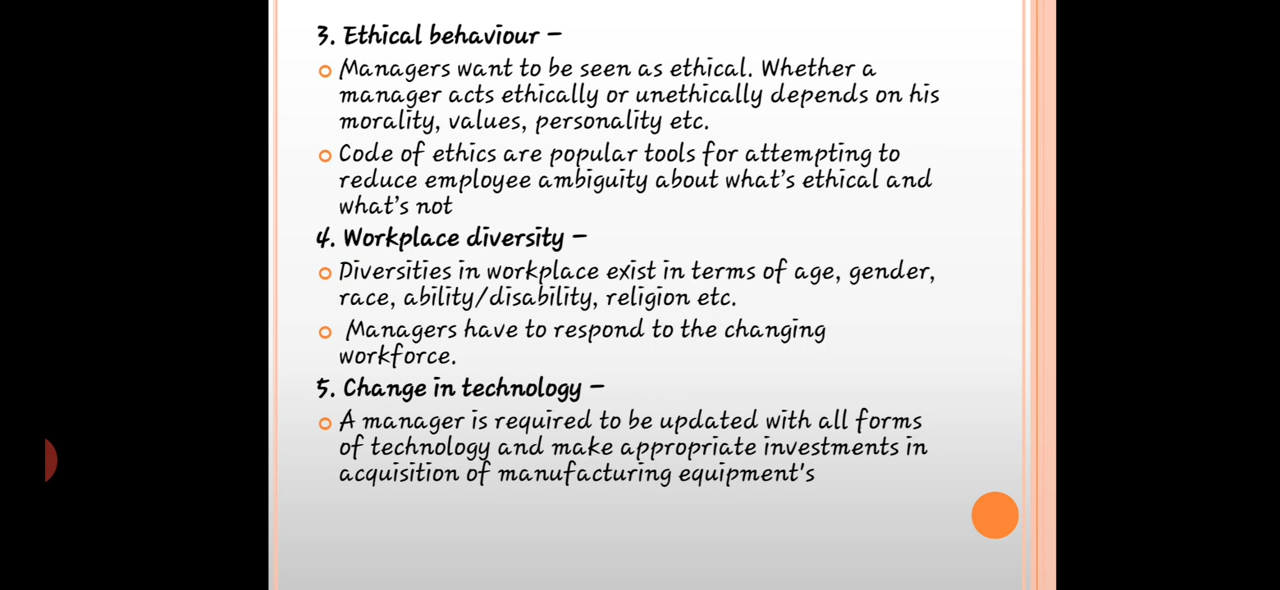 3. Ethical behaviour –
Managers want to be seen as ethical. Whether a
manager acts ethically or unethically depends on his
morality, values, personality etc.
Code of ethics are popular tools for attempting to
reduce employee ambiguity about what's ethical and
what's not
4. Workplace diversity –
Diversities in workplace exist in terms of age, gender,
race, ability/disability, religion etc.
Managers have to respond to the changing
workforce.
5. Change in technology –
A manager is required to be updated with all forms
of technology and make appropriate investments in
acquisition of manufacturing equipment's